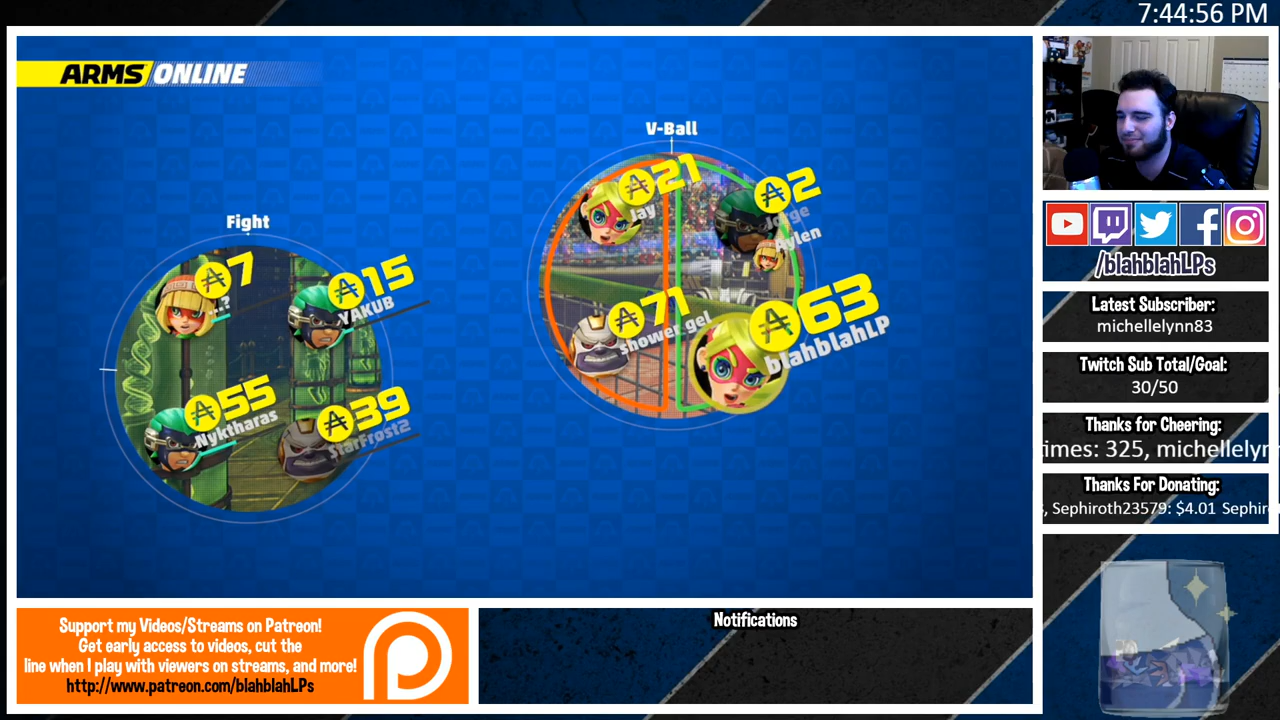 7:44:56 PM
ARMS ONLINE
V-Ball
21
Jay
2
Jorge
Aylen
71
shower gel
63
blahblahLP
Fight
7
...?
15
YAKUB
55
Nyktharas
39
StarFrost2
/blahblahLPs
Latest Subscriber:
michellelynn83
Twitch Sub Total/Goal:
30/50
Thanks for Cheering:
times: 325, michellelyn
Thanks For Donating:
, Sephiroth23579: $4.01 Sephir
Support my Videos/Streams on Patreon!
Get early access to videos, cut the
line when I play with viewers on streams, and more!
http://www.patreon.com/blahblahLPs
Notifications